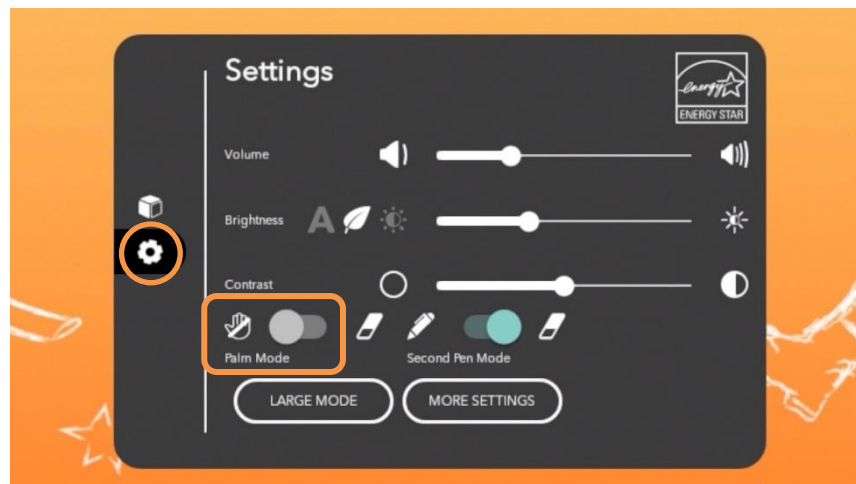 Settings
energy
ENERGY STAR
Volume
Brightness A
Contrast
Palm Mode Second Pen Mode
LARGE MODE MORE SETTINGS